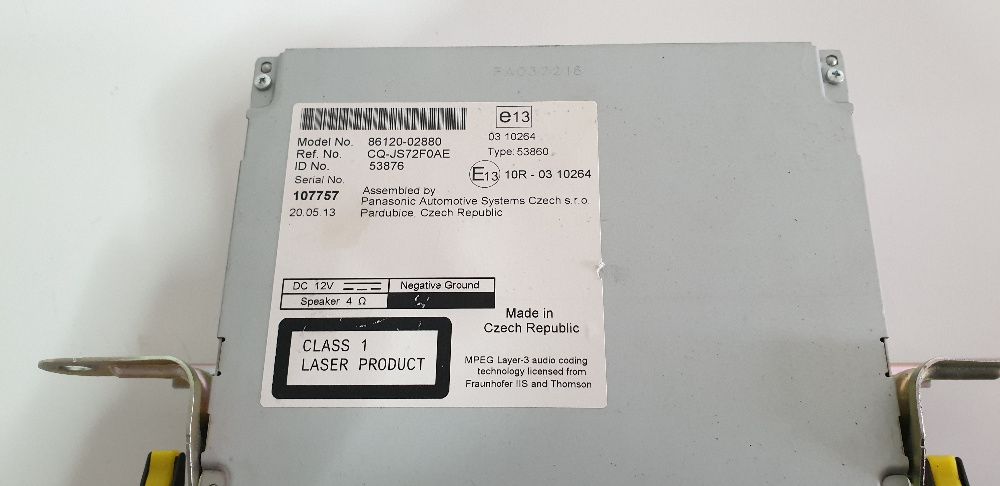 FA032216
e13
03 10264
Type: 53860
E13 10R - 03 10264
Model No. 86120-02880
Ref. No. CQ-JS72F0AE
ID No. 53876
Serial No.
107757
20.05.13
Assembled by
Panasonic Automotive Systems Czech s.r.o.
Pardubice, Czech Republic
DC 12V Negative Ground
Speaker 4 Ω
Made in
Czech Republic
CLASS 1
LASER PRODUCT
MPEG Layer-3 audio coding
technology licensed from
Fraunhofer IIS and Thomson